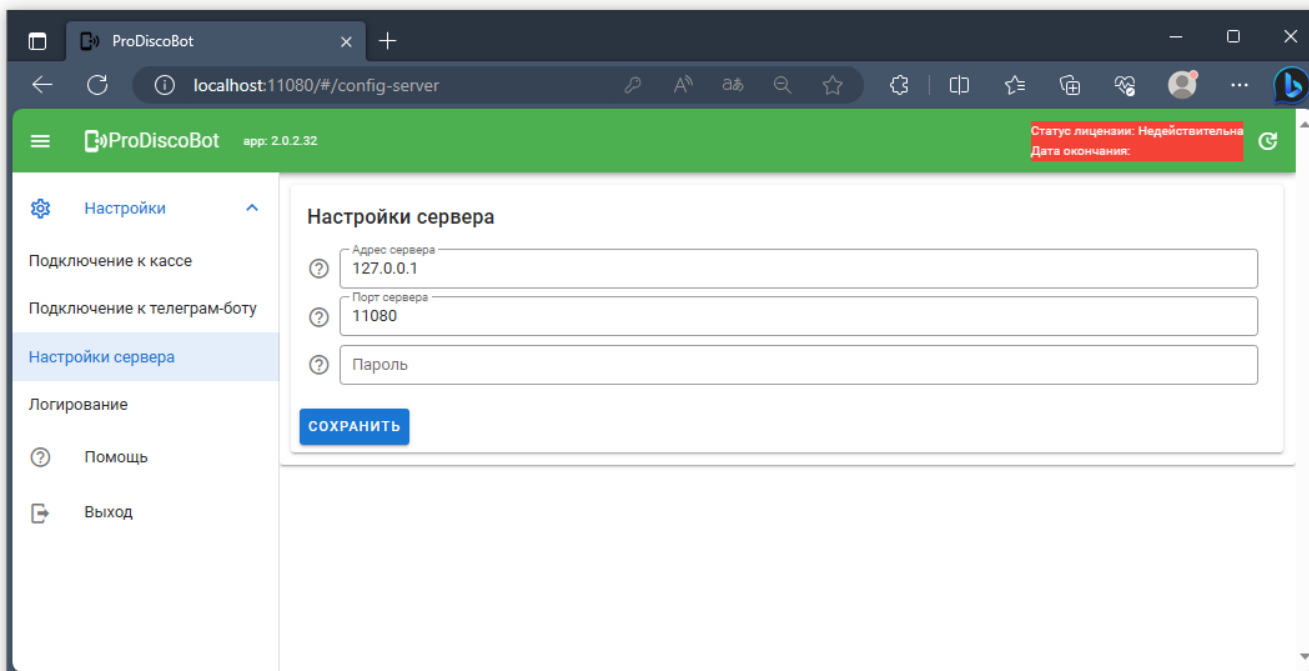 ProDiscoBot
localhost:11080/#/config-server
ProDiscoBot app: 2.0.2.32
Статус лицензии: Недействительна
Дата окончания:
Настройки
Подключение к кассе
Подключение к телеграм-боту
Настройки сервера
Логирование
Помощь
Выход
Настройки сервера
Адрес сервера
127.0.0.1
Порт сервера
11080
Пароль
СОХРАНИТЬ